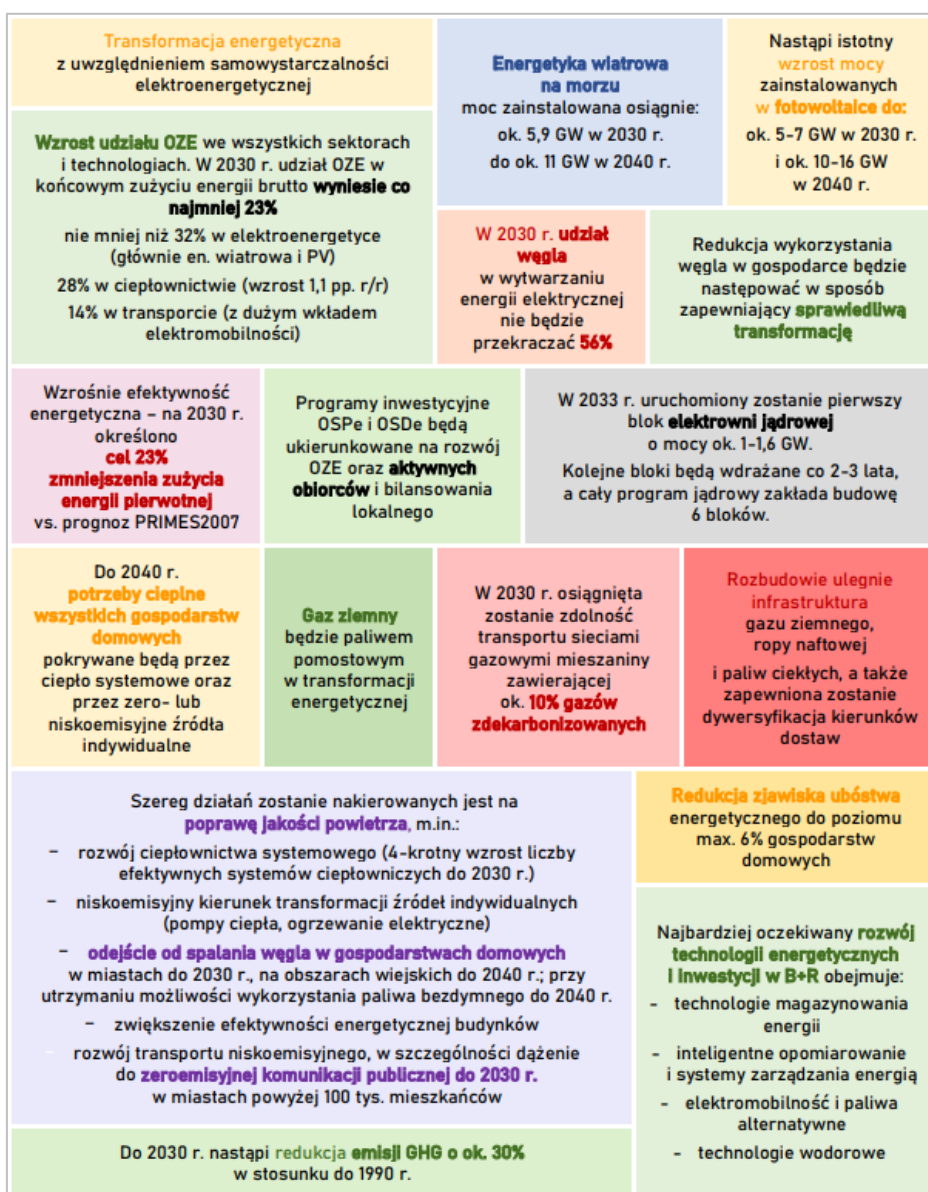 Transformacja energetyczna
z uwzględnieniem samowystarczalności
elektroenergetycznej
Wzrost udziału OZE we wszystkich sektorach
i technologiach. W 2030 r. udział OZE w
końcowym zużyciu energii brutto wyniesie co
najmniej 23%
nie mniej niż 32% w elektroenergetyce
(głównie en. wiatrowa i PV)
28% w ciepłownictwie (wzrost 1,1 pp. r/r)
14% w transporcie (z dużym wkładem
elektromobilności)
Energetyka wiatrowa
na morzu
moc zainstalowana osiągnie:
ok. 5,9 GW w 2030 r.
do ok. 11 GW w 2040 r.
Nastąpi istotny
wzrost mocy
zainstalowanych
w fotowoltaice do:
ok. 5-7 GW w 2030 r.
i ok. 10-16 GW
w 2040 r.
W 2030 r. udział
węgla
w wytwarzaniu
energii elektrycznej
nie będzie
przekraczać 56%
Redukcja wykorzystania
węgla w gospodarce będzie
następować w sposób
zapewniający sprawiedliwą
transformację
Wzrośnie efektywność
energetyczna – na 2030 r.
określono
cel 23%
zmniejszenia zużycia
energii pierwotnej
vs. prognoz PRIMES2007
Programy inwestycyjne
OSPe i OSDe będą
ukierunkowane na rozwój
OZE oraz aktywnych
obiorców i bilansowania
lokalnego
W 2033 r. uruchomiony zostanie pierwszy
blok elektrowni jądrowej
o mocy ok. 1-1,6 GW.
Kolejne bloki będą wdrażane co 2-3 lata,
a cały program jądrowy zakłada budowę
6 bloków.
Do 2040 r.
potrzeby cieplne
wszystkich gospodarstw
domowych
pokrywane będą przez
ciepło systemowe oraz
przez zero- lub
niskoemisyjne źródła
indywidualne
Gaz ziemny
będzie paliwem
pomostowym
w transformacji
energetycznej
W 2030 r. osiągnięta
zostanie zdolność
transportu sieciami
gazowymi mieszaniny
zawierającej
ok. 10% gazów
zdekarbonizowanych
Rozbudowie ulegnie
infrastruktura
gazu ziemnego,
ropy naftowej
i paliw ciekłych, a także
zapewniona zostanie
dywersyfikacja kierunków
dostaw
Szereg działań zostanie nakierowanych jest na
poprawę jakości powietrza, m.in.:
– rozwój ciepłownictwa systemowego (4-krotny wzrost liczby
efektywnych systemów ciepłowniczych do 2030 r.)
– niskoemisyjny kierunek transformacji źródeł indywidualnych
(pompy ciepła, ogrzewanie elektryczne)
– odejście od spalania węgla w gospodarstwach domowych
w miastach do 2030 r., na obszarach wiejskich do 2040 r.; przy
utrzymaniu możliwości wykorzystania paliwa bezdymnego do 2040 r.
– zwiększenie efektywności energetycznej budynków
– rozwój transportu niskoemisyjnego, w szczególności dążenie
do zeroemisyjnej komunikacji publicznej do 2030 r.
w miastach powyżej 100 tys. mieszkańców
Redukcja zjawiska ubóstwa
energetycznego do poziomu
max. 6% gospodarstw
domowych
Najbardziej oczekiwany rozwój
technologii energetycznych
i inwestycji w B+R obejmuje:
- technologie magazynowania
energii
- inteligentne opomiarowanie
i systemy zarządzania energią
- elektromobilność i paliwa
alternatywne
- technologie wodorowe
Do 2030 r. nastąpi redukcja emisji GHG o ok. 30%
w stosunku do 1990 r.